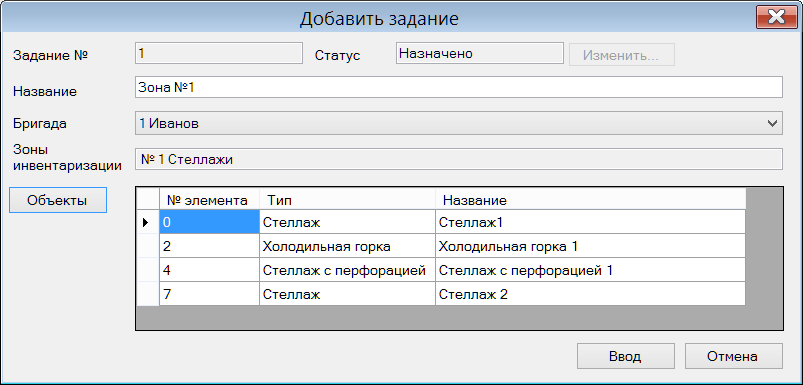 Добавить задание
Задание № 1 Статус Назначено Изменить...
Название Зона №1
Бригада 1 Иванов
Зоны
инвентаризации № 1 Стеллажи
Объекты
№ элемента Тип Название
0 Стеллаж Стеллаж1
2 Холодильная горка Холодильная горка 1
4 Стеллаж с перфорацией Стеллаж с перфорацией 1
7 Стеллаж Стеллаж 2
Ввод Отмена